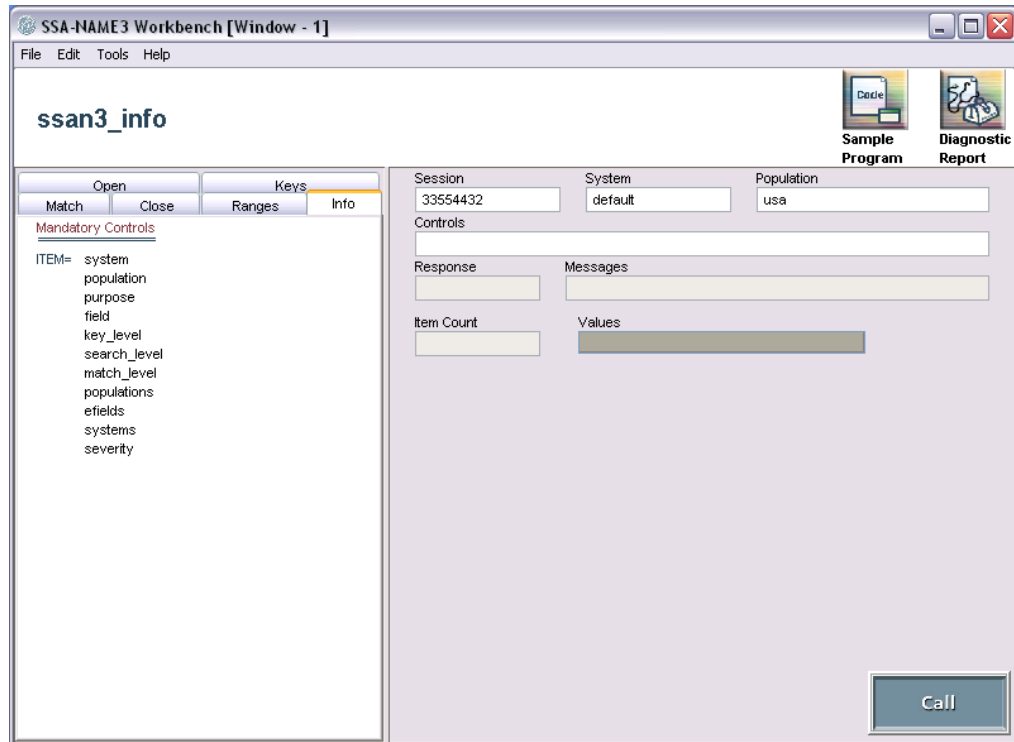 SSA-NAME3 Workbench [Window - 1]
File Edit Tools Help
ssan3_info
Code
Sample Program
Diagnostic Report
Open Keys
Match Close Ranges Info
Mandatory Controls
ITEM= system
population
purpose
field
key_level
search_level
match_level
populations
efields
systems
severity
Session System Population
33554432 default usa
Controls
Response Messages
Item Count Values
Call